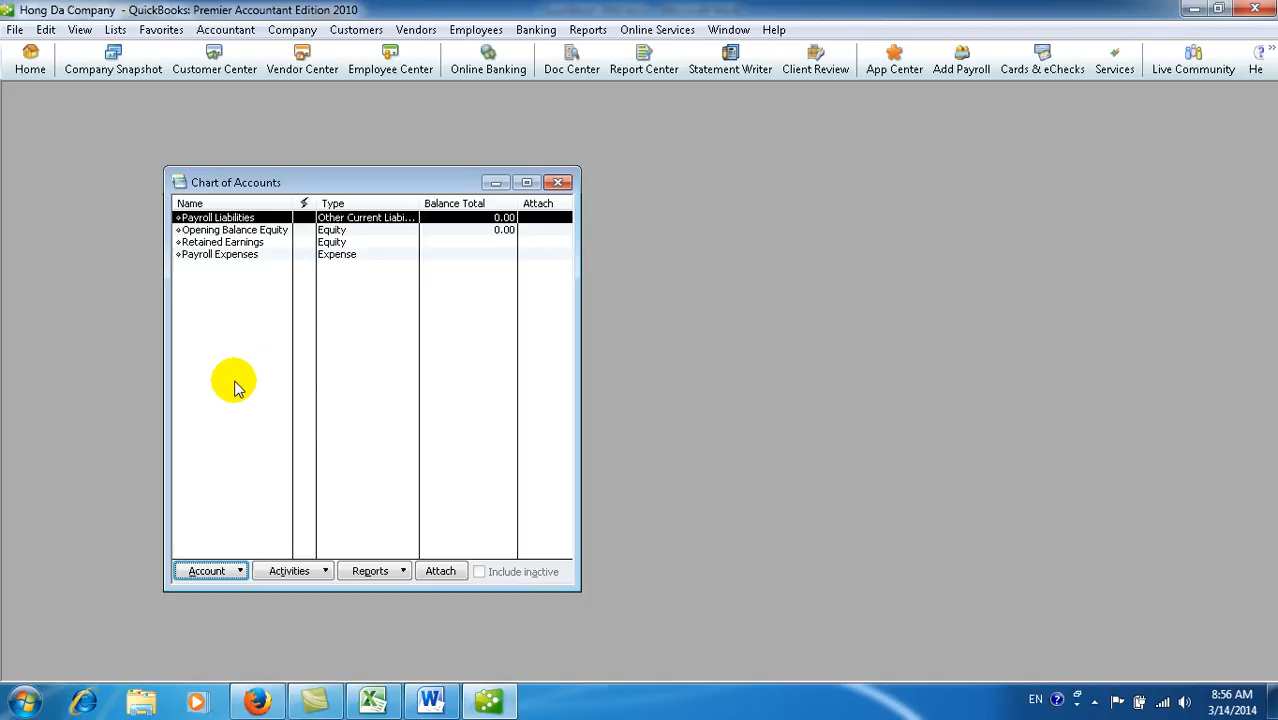 Hong Da Company - QuickBooks: Premier Accountant Edition 2010
File Edit View Lists Favorites Accountant Company Customers Vendors Employees Banking Reports Online Services Window Help
Home Company Snapshot Customer Center Vendor Center Employee Center Online Banking Doc Center Report Center Statement Writer Client Review App Center Add Payroll Cards & eChecks Services Live Community He
Chart of Accounts
Name Type Balance Total Attach
Payroll Liabilities Other Current Liabi... 0.00
Opening Balance Equity Equity 0.00
Retained Earnings Equity
Payroll Expenses Expense
Account Activities Reports Attach Include inactive
EN 8:56 AM
3/14/2014